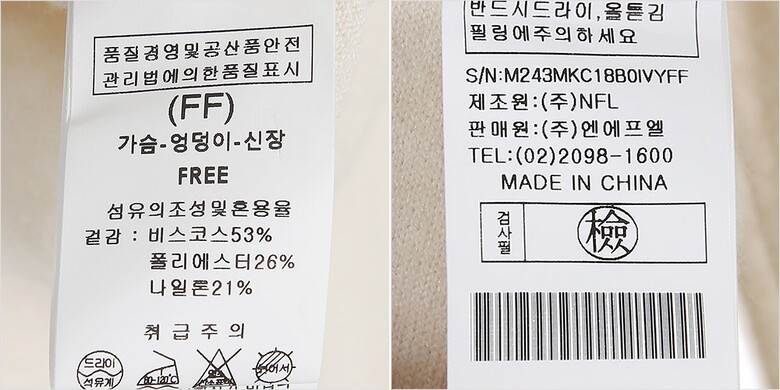 품질경영및공산품안전
관리법에의한품질표시
(FF)
가슴-엉덩이-신장
FREE
섬유의조성및혼용율
겉감 : 비스코스53%
폴리에스터26%
나일론21%
취급주의
드라이
석유계
80-120℃
반드시드라이,올튿김
필링에주의하세요
S/N:M243MKC18B0IVYFF
제조원:(주)NFL
판매원:(주)엔에프엘
TEL:(02)2098-1600
MADE IN CHINA
검사필
檢